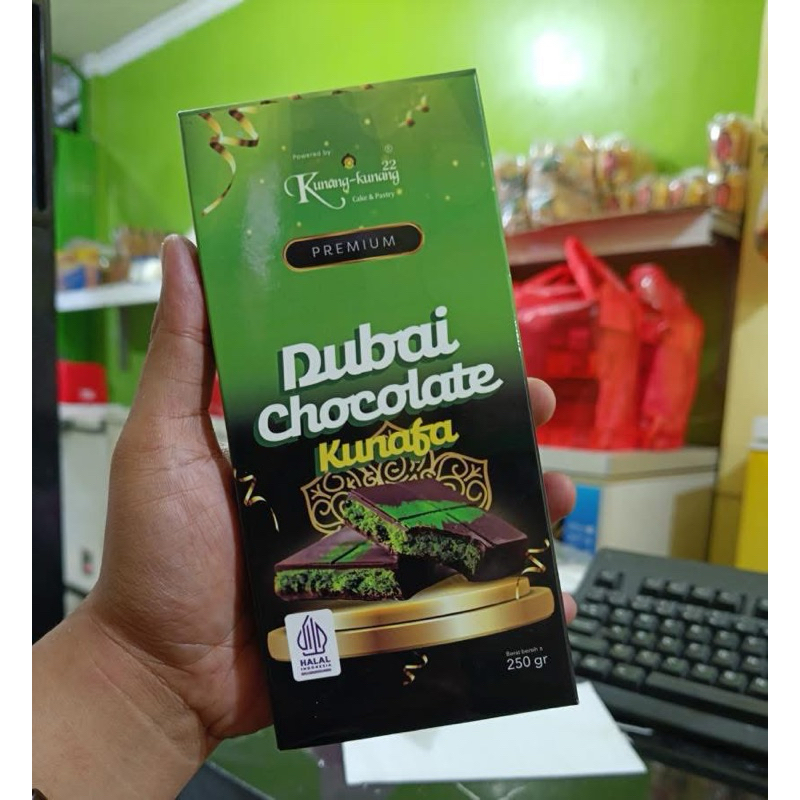 Powered by
22
®
Kunang-kunang
Cake & Pastry
PREMIUM
Dubai
Chocolate
Kunafa
HALAL
INDONESIA
Berat bersih ±
250 gr